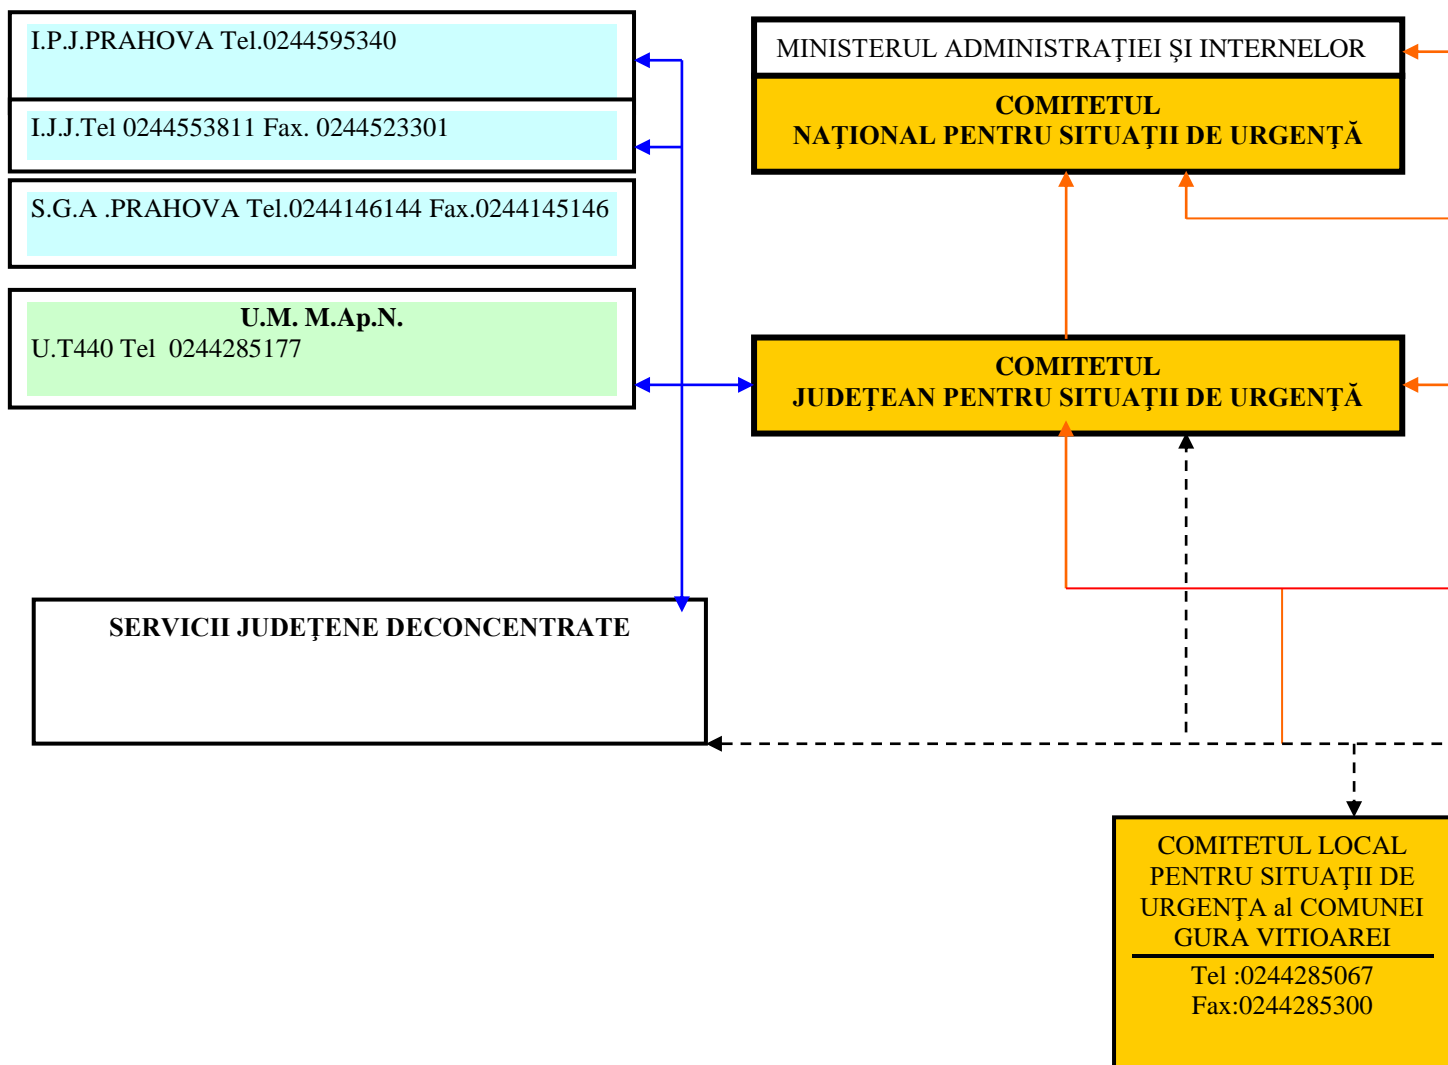 I.P.J.PRAHOVA Tel.0244595340
I.J.J.Tel 0244553811 Fax. 0244523301
S.G.A .PRAHOVA Tel.0244146144 Fax.0244145146
U.M. M.Ap.N.
U.T440 Tel  0244285177
MINISTERUL ADMINISTRAŢIEI ŞI INTERNELOR
COMITETUL
NAŢIONAL PENTRU SITUAŢII DE URGENŢĂ
COMITETUL
JUDEŢEAN PENTRU SITUAŢII DE URGENŢĂ
SERVICII JUDEŢENE DECONCENTRATE
COMITETUL LOCAL
PENTRU SITUAŢII DE
URGENŢA al COMUNEI
GURA VITIOAREI
Tel :0244285067
Fax:0244285300